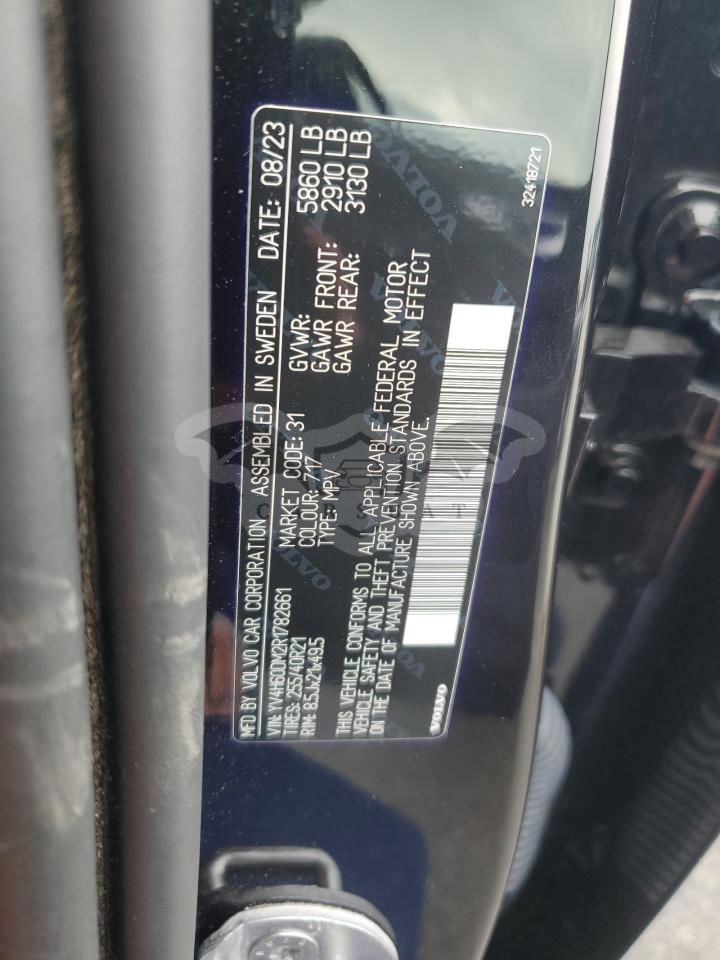 MFD BY VOLVO CAR CORPORATION, ASSEMBLED IN SWEDEN DATE: 08/23
VIN: YV4H60DM2R1782661 MARKET CODE: 31 GVWR: 5860 LB
TIRES: 255/40R21 COLOUR: 717 GAWR FRONT: 2910 LB
RIM: 8.5Jx21x49.5 TYPE: MPV GAWR REAR: 3130 LB
THIS VEHICLE CONFORMS TO ALL APPLICABLE FEDERAL MOTOR
VEHICLE SAFETY AND THEFT PREVENTION STANDARDS IN EFFECT
ON THE DATE OF MANUFACTURE SHOWN ABOVE.
VOLVO
32418721